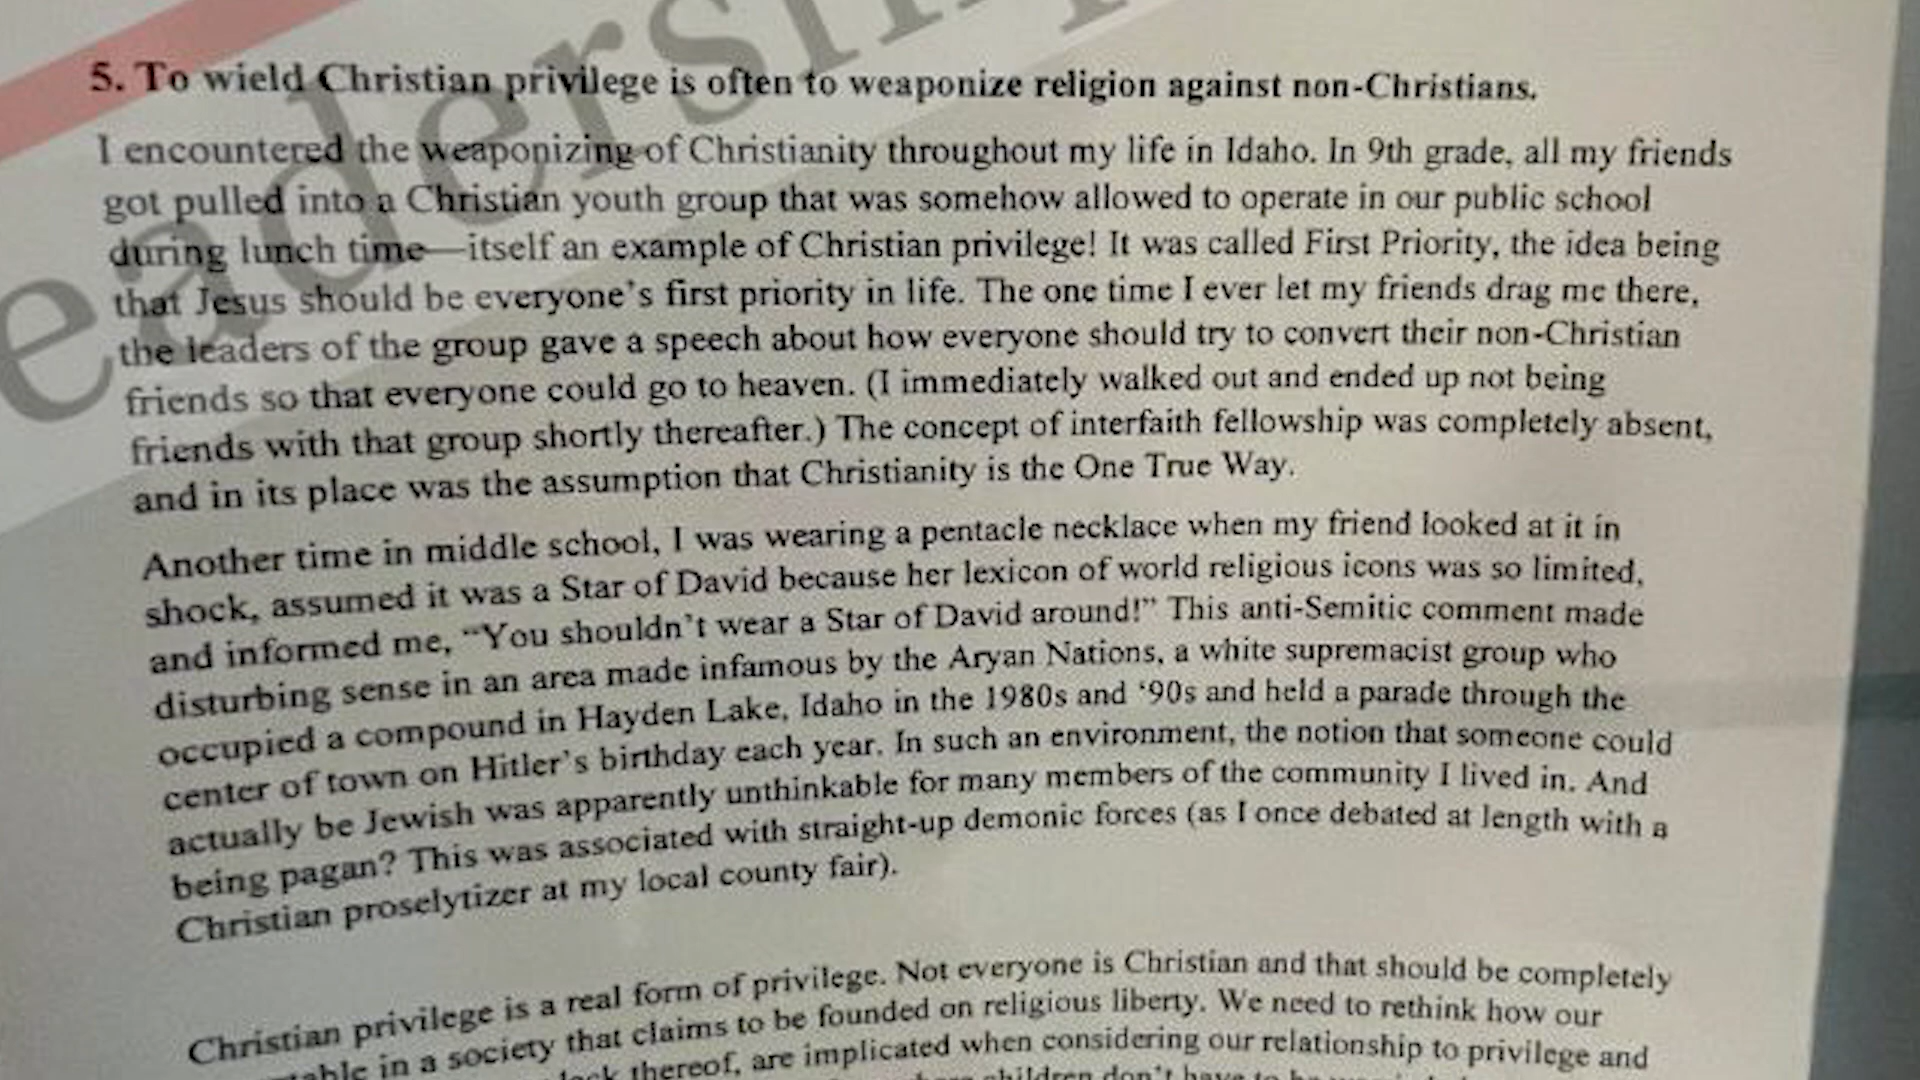 eadership
5. To wield Christian privilege is often to weaponize religion against non-Christians.
I encountered the weaponizing of Christianity throughout my life in Idaho. In 9th grade, all my friends
got pulled into a Christian youth group that was somehow allowed to operate in our public school
during lunch time—itself an example of Christian privilege! It was called First Priority, the idea being
that Jesus should be everyone's first priority in life. The one time I ever let my friends drag me there,
the leaders of the group gave a speech about how everyone should try to convert their non-Christian
friends so that everyone could go to heaven. (I immediately walked out and ended up not being
friends with that group shortly thereafter.) The concept of interfaith fellowship was completely absent,
and in its place was the assumption that Christianity is the One True Way.
Another time in middle school, I was wearing a pentacle necklace when my friend looked at it in
shock, assumed it was a Star of David because her lexicon of world religious icons was so limited,
and informed me, "You shouldn't wear a Star of David around!" This anti-Semitic comment made
disturbing sense in an area made infamous by the Aryan Nations, a white supremacist group who
occupied a compound in Hayden Lake, Idaho in the 1980s and '90s and held a parade through the
center of town on Hitler's birthday each year. In such an environment, the notion that someone could
actually be Jewish was apparently unthinkable for many members of the community I lived in. And
being pagan? This was associated with straight-up demonic forces (as I once debated at length with a
Christian proselytizer at my local county fair).
Christian privilege is a real form of privilege. Not everyone is Christian and that should be completely
in a society that claims to be founded on religious liberty. We need to rethink how our
thereof, are implicated when considering our relationship to privilege and
children don't have to be